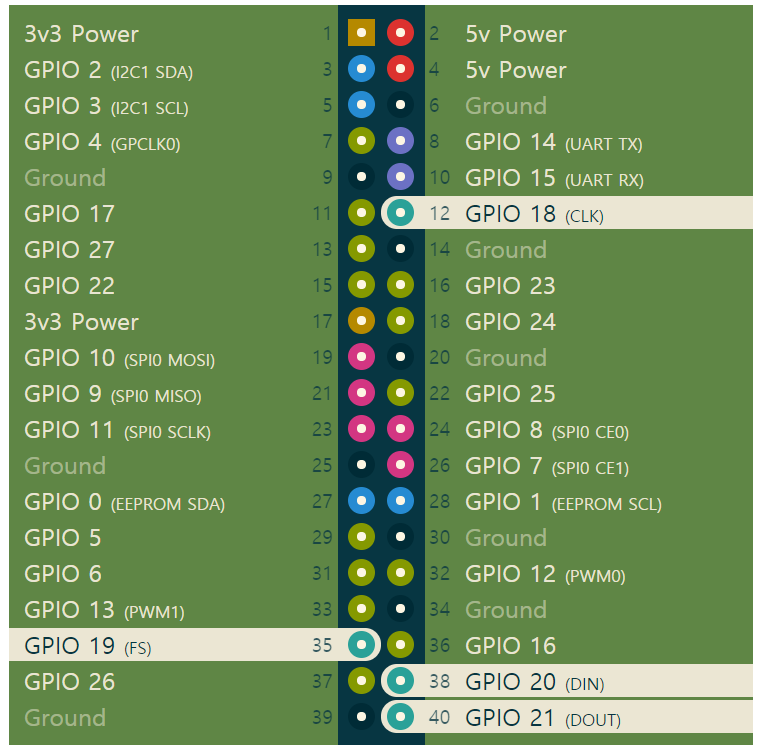 3v3 Power 1 2 5v Power
GPIO 2 (I2C1 SDA) 3 4 5v Power
GPIO 3 (I2C1 SCL) 5 6 Ground
GPIO 4 (GPCLK0) 7 8 GPIO 14 (UART TX)
Ground 9 10 GPIO 15 (UART RX)
GPIO 17 11 12 GPIO 18 (CLK)
GPIO 27 13 14 Ground
GPIO 22 15 16 GPIO 23
3v3 Power 17 18 GPIO 24
GPIO 10 (SPI0 MOSI) 19 20 Ground
GPIO 9 (SPI0 MISO) 21 22 GPIO 25
GPIO 11 (SPI0 SCLK) 23 24 GPIO 8 (SPI0 CE0)
Ground 25 26 GPIO 7 (SPI0 CE1)
GPIO 0 (EEPROM SDA) 27 28 GPIO 1 (EEPROM SCL)
GPIO 5 29 30 Ground
GPIO 6 31 32 GPIO 12 (PWM0)
GPIO 13 (PWM1) 33 34 Ground
GPIO 19 (FS) 35 36 GPIO 16
GPIO 26 37 38 GPIO 20 (DIN)
Ground 39 40 GPIO 21 (DOUT)